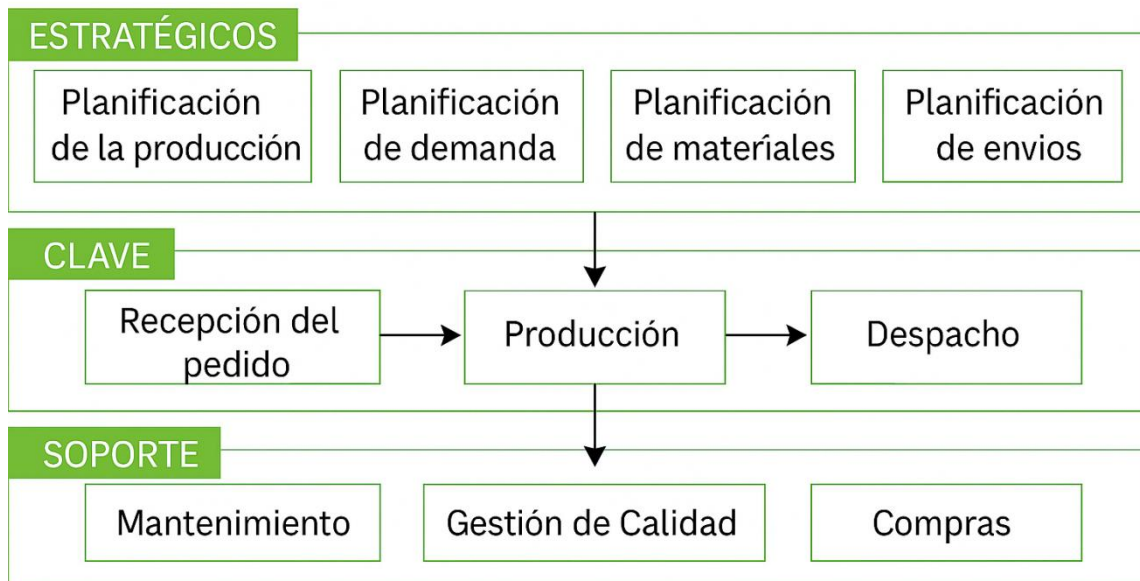 ESTRATÉGICOS
Planificación
de la producción
Planificación
de demanda
Planificación
de materiales
Planificación
de envios
CLAVE
Recepción del
pedido
Producción
Despacho
SOPORTE
Mantenimiento
Gestión de Calidad
Compras